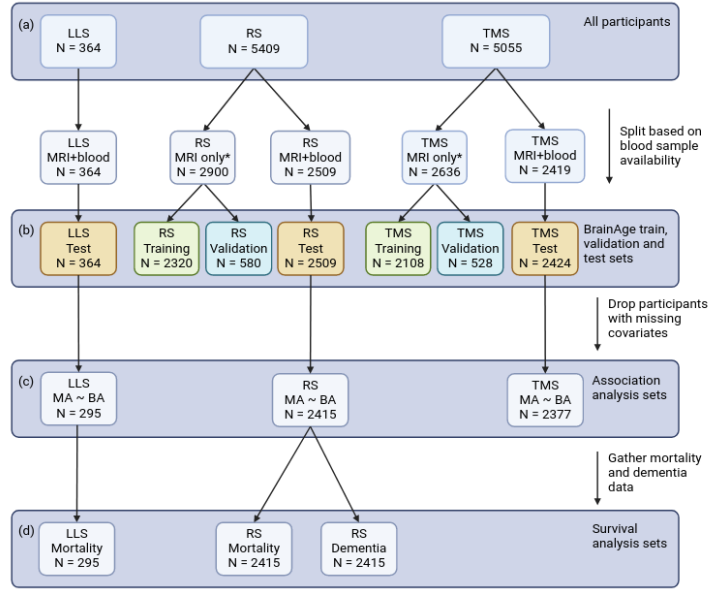 (a)
LLS
N = 364
RS
N = 5409
TMS
N = 5055
All participants
LLS
MRI+blood
N = 364
RS
MRI only*
N = 2900
RS
MRI+blood
N = 2509
TMS
MRI only*
N = 2636
TMS
MRI+blood
N = 2419
Split based on
blood sample
availability
(b)
LLS
Test
N = 364
RS
Training
N = 2320
RS
Validation
N = 580
RS
Test
N = 2509
TMS
Training
N = 2108
TMS
Validation
N = 528
TMS
Test
N = 2424
BrainAge train,
validation and
test sets
Drop participants
with missing
covariates
(c)
LLS
MA ~ BA
N = 295
RS
MA ~ BA
N = 2415
TMS
MA ~ BA
N = 2377
Association
analysis sets
Gather mortality
and dementia
data
(d)
LLS
Mortality
N = 295
RS
Mortality
N = 2415
RS
Dementia
N = 2415
Survival
analysis sets